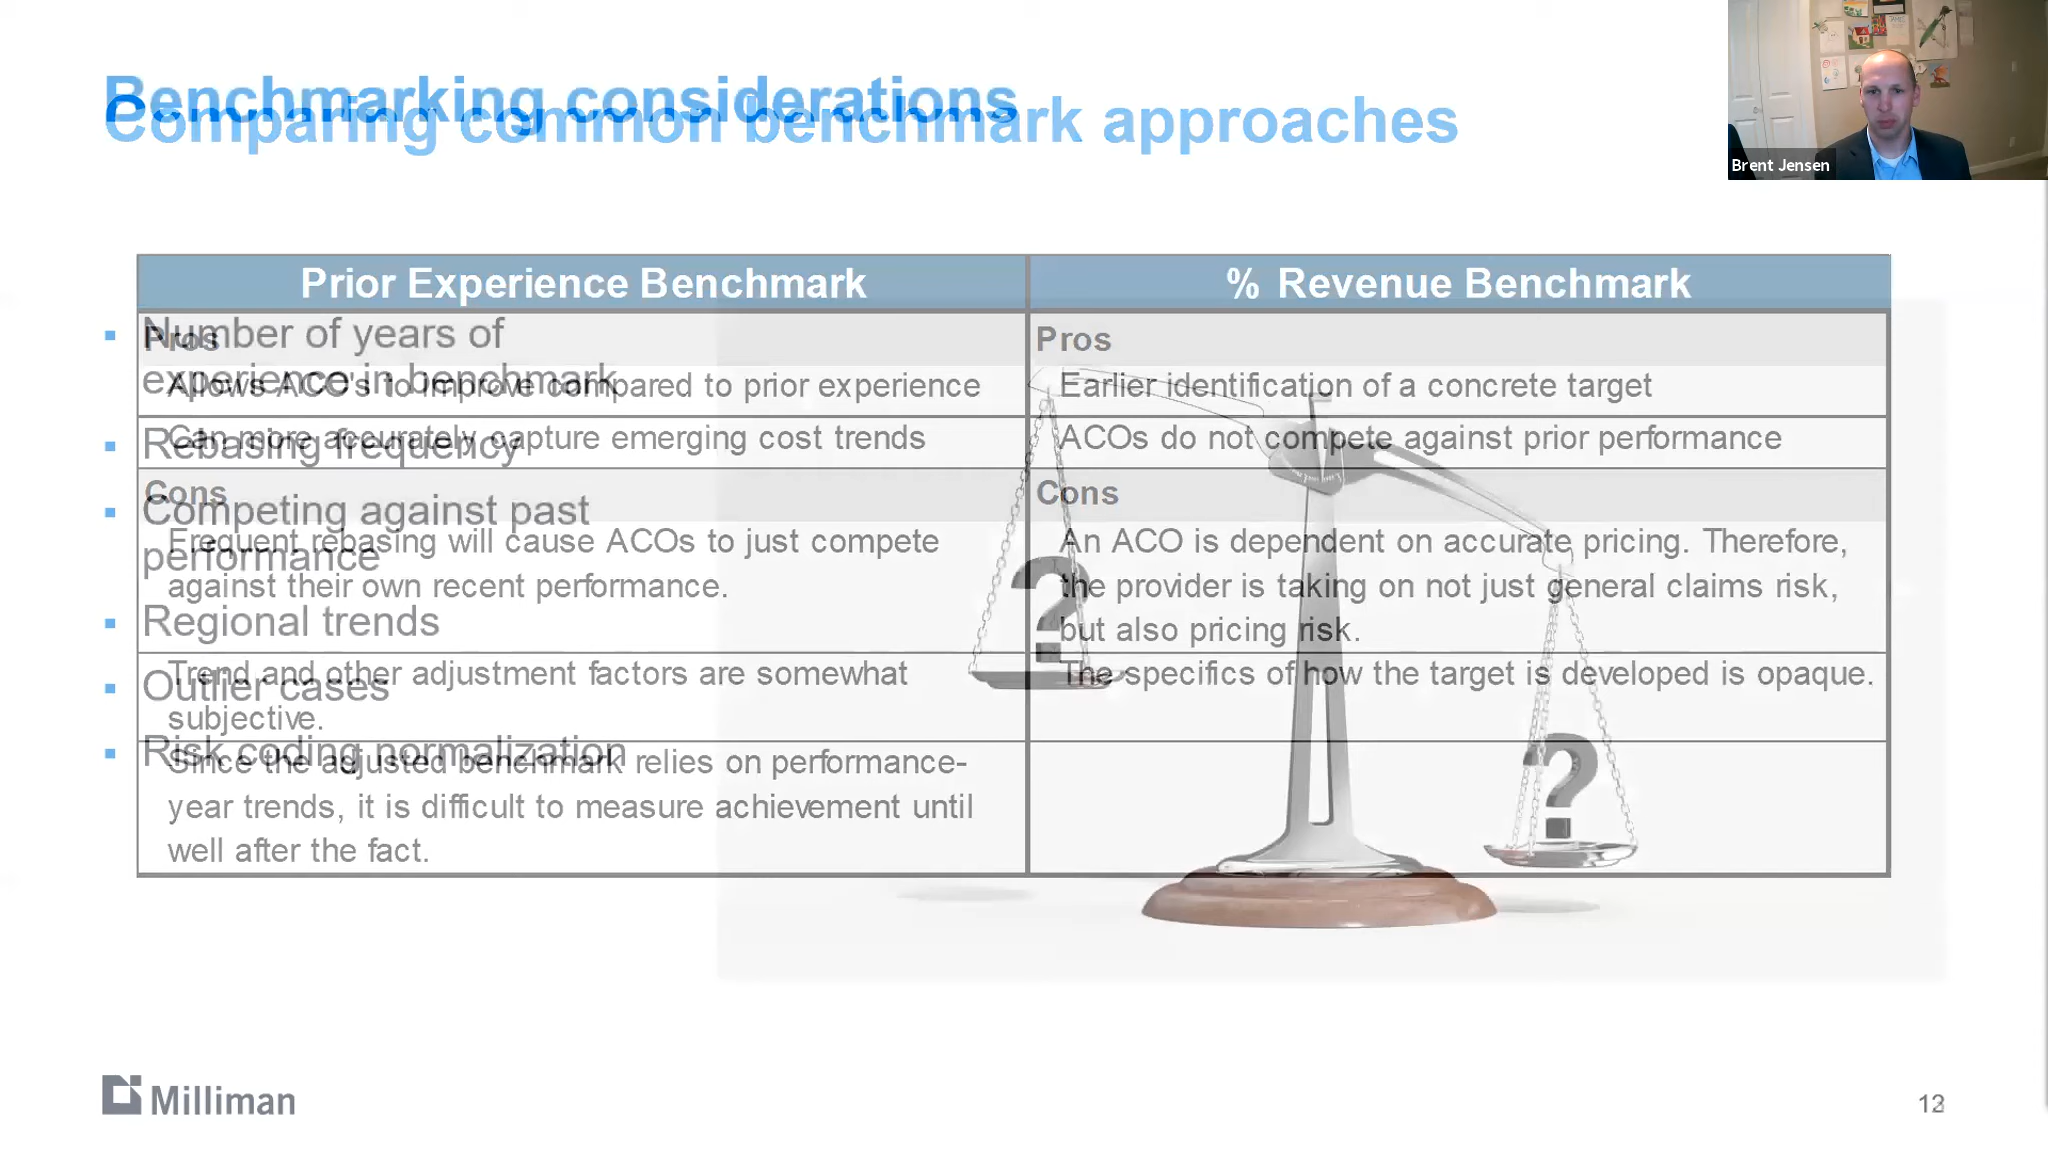 Benchmarking considerations
Comparing common benchmark approaches
Brent Jensen
Prior Experience Benchmark
% Revenue Benchmark
Number of years of
experience in benchmark
Rebasing frequency
Competing against past
performance
Regional trends
Outlier cases
Risk coding normalization
Pros
Allows ACO's to improve compared to prior experience
Can more accurately capture emerging cost trends
Cons
Frequent rebasing will cause ACOs to just compete
against their own recent performance.
Trend and other adjustment factors are somewhat
subjective.
Since the adjusted benchmark relies on performance-
year trends, it is difficult to measure achievement until
well after the fact.
Pros
Earlier identification of a concrete target
ACOs do not compete against prior performance
Cons
An ACO is dependent on accurate pricing. Therefore,
the provider is taking on not just general claims risk,
but also pricing risk.
The specifics of how the target is developed is opaque.
?
?
Milliman